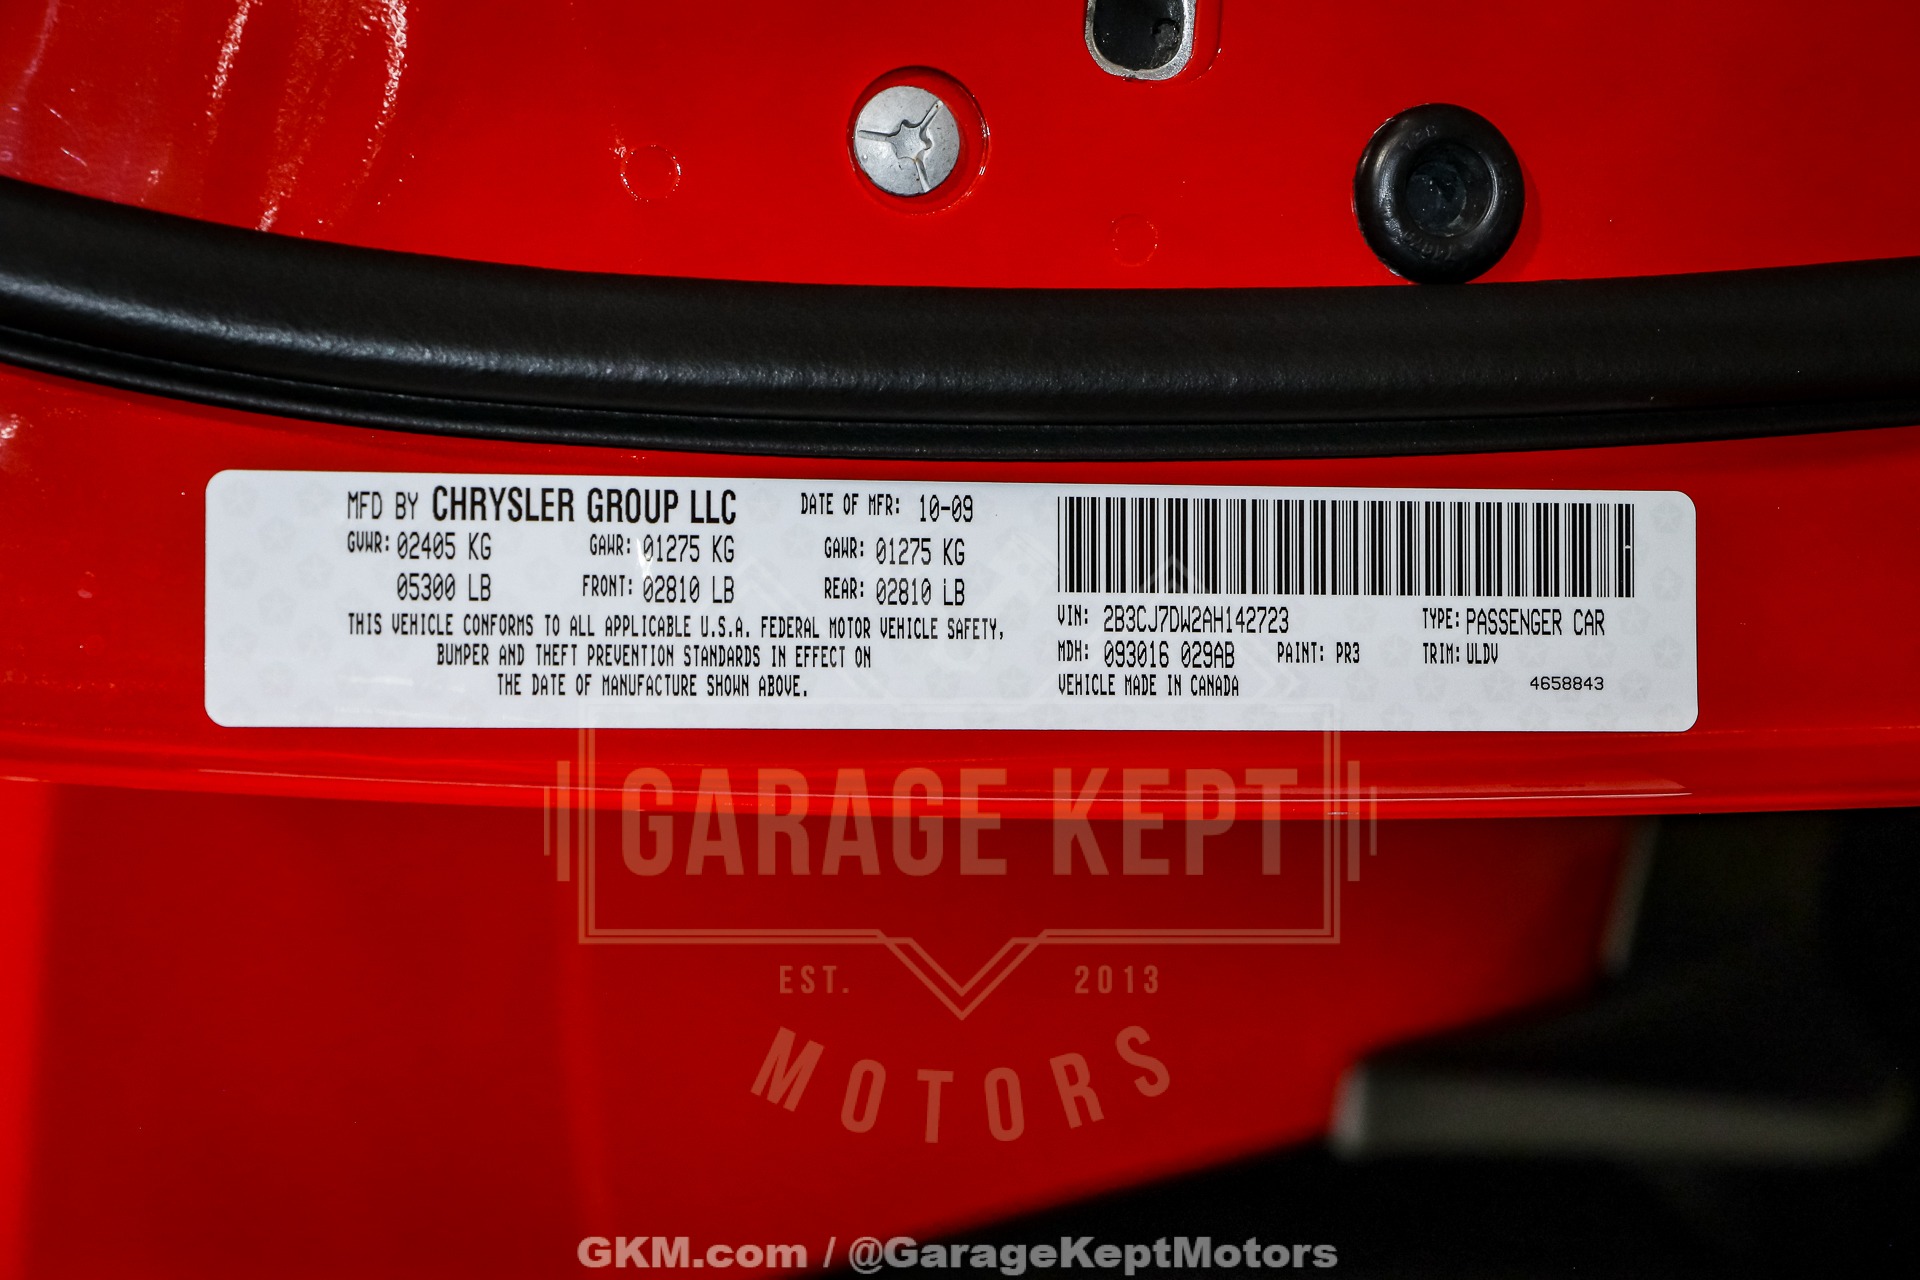 MFD BY CHRYSLER GROUP LLC DATE OF MFR: 10-09
GVWR: 02405 KG GAWR: 01275 KG GAWR: 01275 KG
05300 LB FRONT: 02810 LB REAR: 02810 LB
THIS VEHICLE CONFORMS TO ALL APPLICABLE U.S.A. FEDERAL MOTOR VEHICLE SAFETY,
BUMPER AND THEFT PREVENTION STANDARDS IN EFFECT ON
THE DATE OF MANUFACTURE SHOWN ABOVE.
VIN: 2B3CJ7DW2AH142723 TYPE: PASSENGER CAR
MDH: 093016 029AB PAINT: PR3 TRIM: ULDV
VEHICLE MADE IN CANADA 4658843
GARAGE KEPT
EST. 2013
MOTORS
GKM.com / @GarageKeptMotors